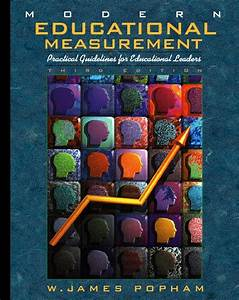 MODERN
EDUCATIONAL
MEASUREMENT
Practical Guidelines for Educational Leaders
THIRD EDITION
W. JAMES POPHAM